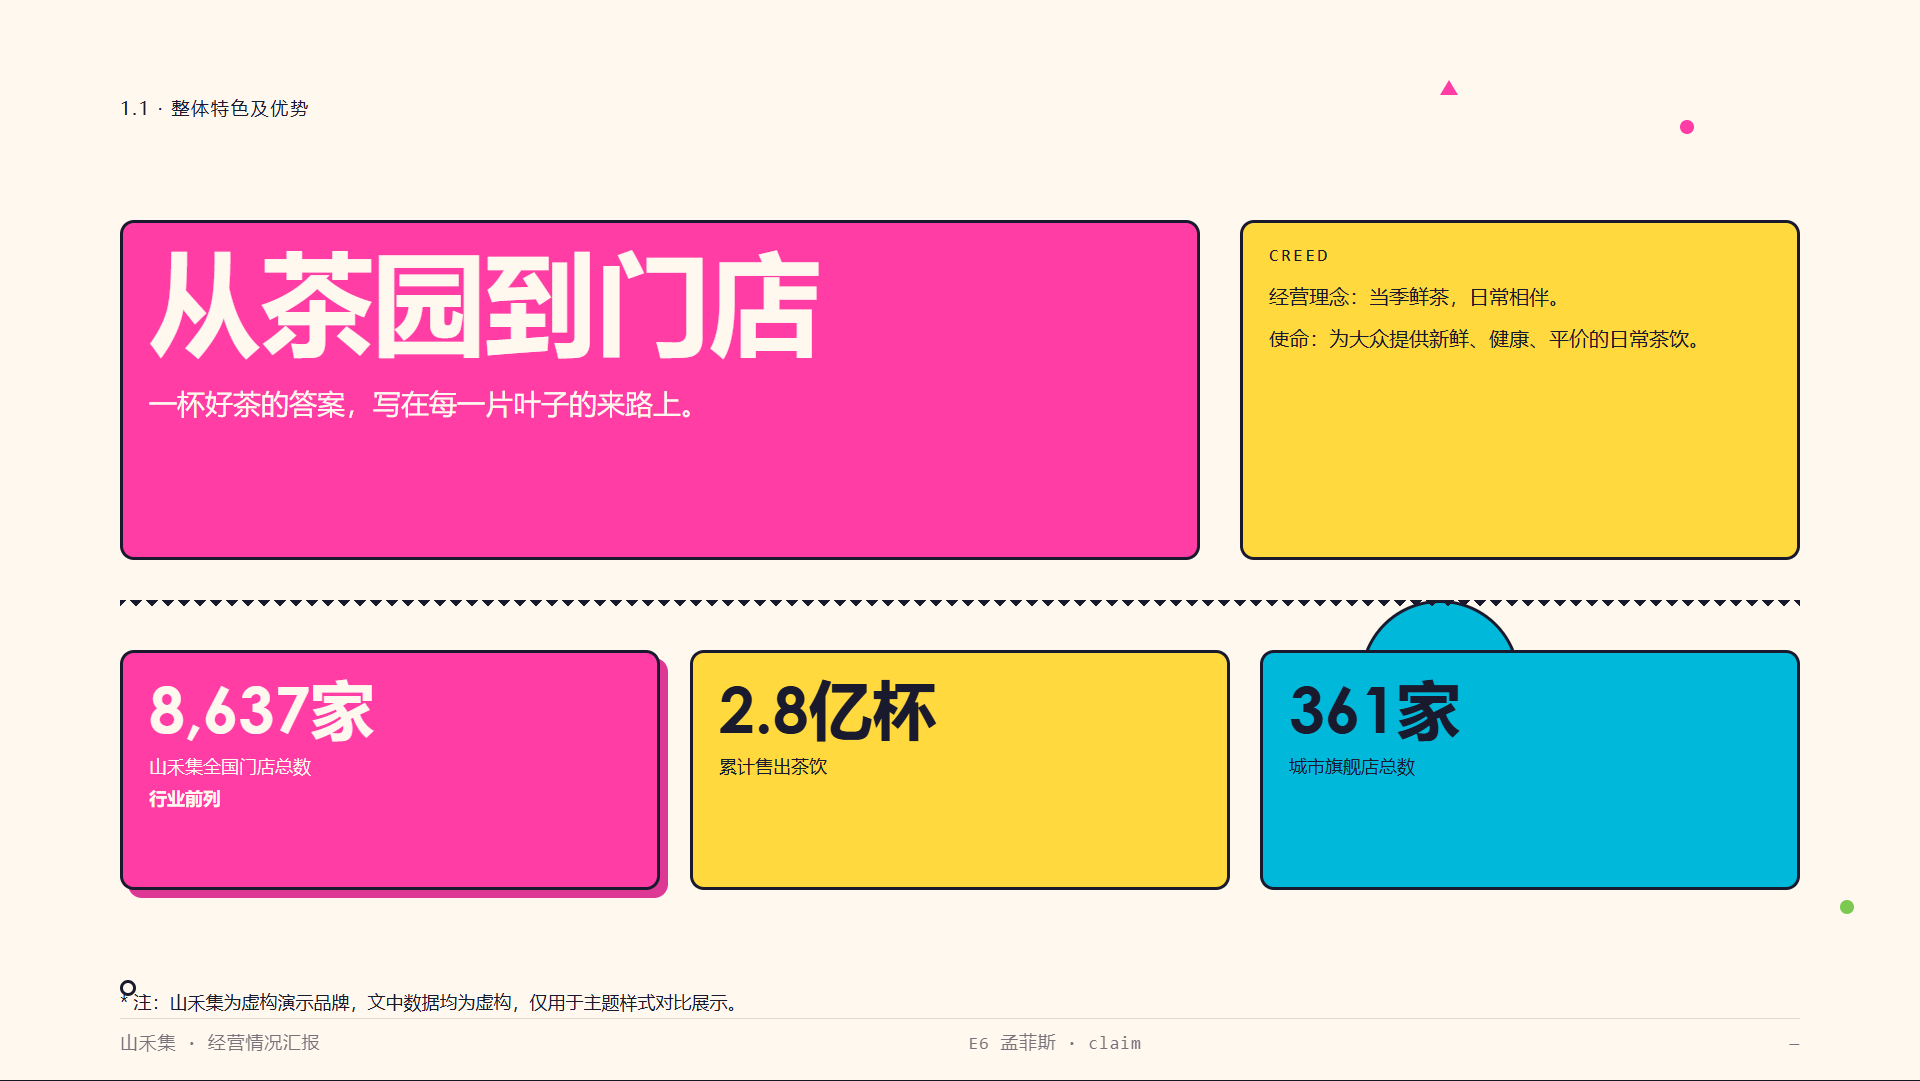 1.1 · 整体特色及优势
从茶园到门店
一杯好茶的答案，写在每一片叶子的来路上。
CREED
经营理念：当季鲜茶，日常相伴。
使命：为大众提供新鲜、健康、平价的日常茶饮。
8,637家
山禾集全国门店总数
行业前列
2.8亿杯
累计售出茶饮
361家
城市旗舰店总数
* 注：山禾集为虚构演示品牌，文中数据均为虚构，仅用于主题样式对比展示。
山禾集 · 经营情况汇报
E6 孟菲斯 · claim
—